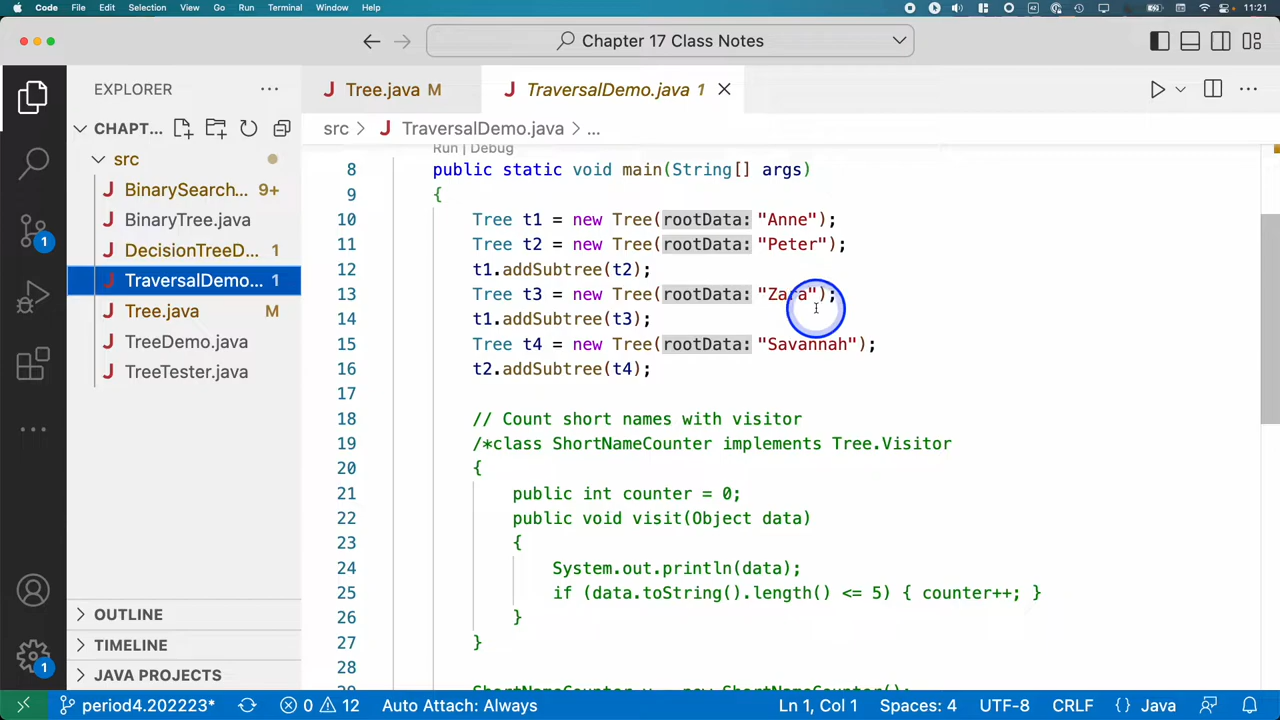 Code File Edit Selection View Go Run Terminal Window Help 11:21
Chapter 17 Class Notes
EXPLORER
CHAPT...
src
BinarySearch... 9+
BinaryTree.java
DecisionTreeD... 1
TraversalDemo... 1
Tree.java M
TreeDemo.java
TreeTester.java
OUTLINE
TIMELINE
JAVA PROJECTS
1
1
Tree.java M
TraversalDemo.java 1
src > TraversalDemo.java > ...
Run | Debug
8 public static void main(String[] args)
9 {
10 Tree t1 = new Tree(rootData:"Anne");
11 Tree t2 = new Tree(rootData:"Peter");
12 t1.addSubtree(t2);
13 Tree t3 = new Tree(rootData:"Zara");
14 t1.addSubtree(t3);
15 Tree t4 = new Tree(rootData:"Savannah");
16 t2.addSubtree(t4);
17
18 // Count short names with visitor
19 /*class ShortNameCounter implements Tree.Visitor
20 {
21 public int counter = 0;
22 public void visit(Object data)
23 {
24 System.out.println(data);
25 if (data.toString().length() <= 5) { counter++; }
26 }
27 }
28
29 ShortNameCounter v = new ShortNameCounter();
period4.202223* 0 12 Auto Attach: Always Ln 1, Col 1 Spaces: 4 UTF-8 CRLF {} Java